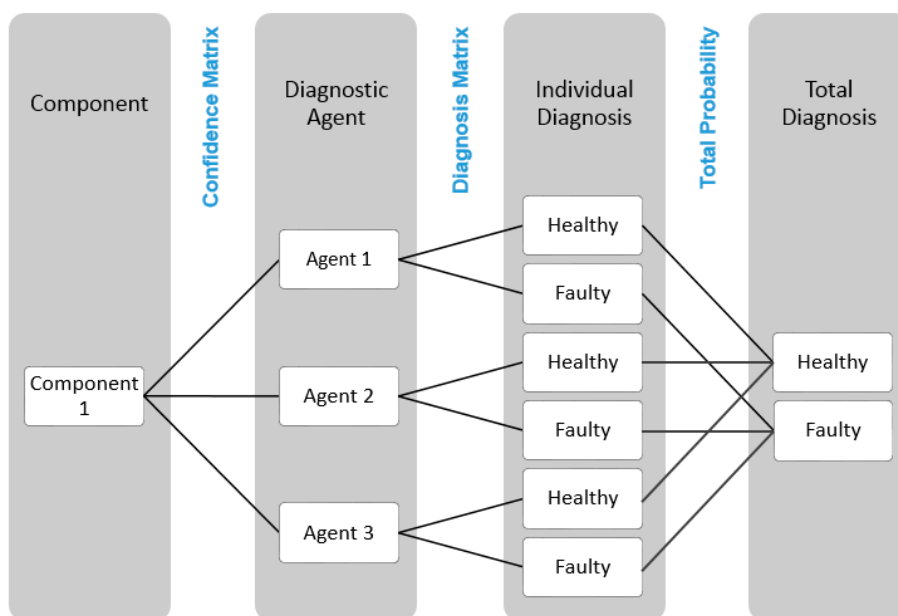 Component
Confidence Matrix
Diagnostic
Agent
Diagnosis Matrix
Individual
Diagnosis
Total Probability
Total
Diagnosis
Component
1
Agent 1
Agent 2
Agent 3
Healthy
Faulty
Healthy
Faulty
Healthy
Faulty
Healthy
Faulty